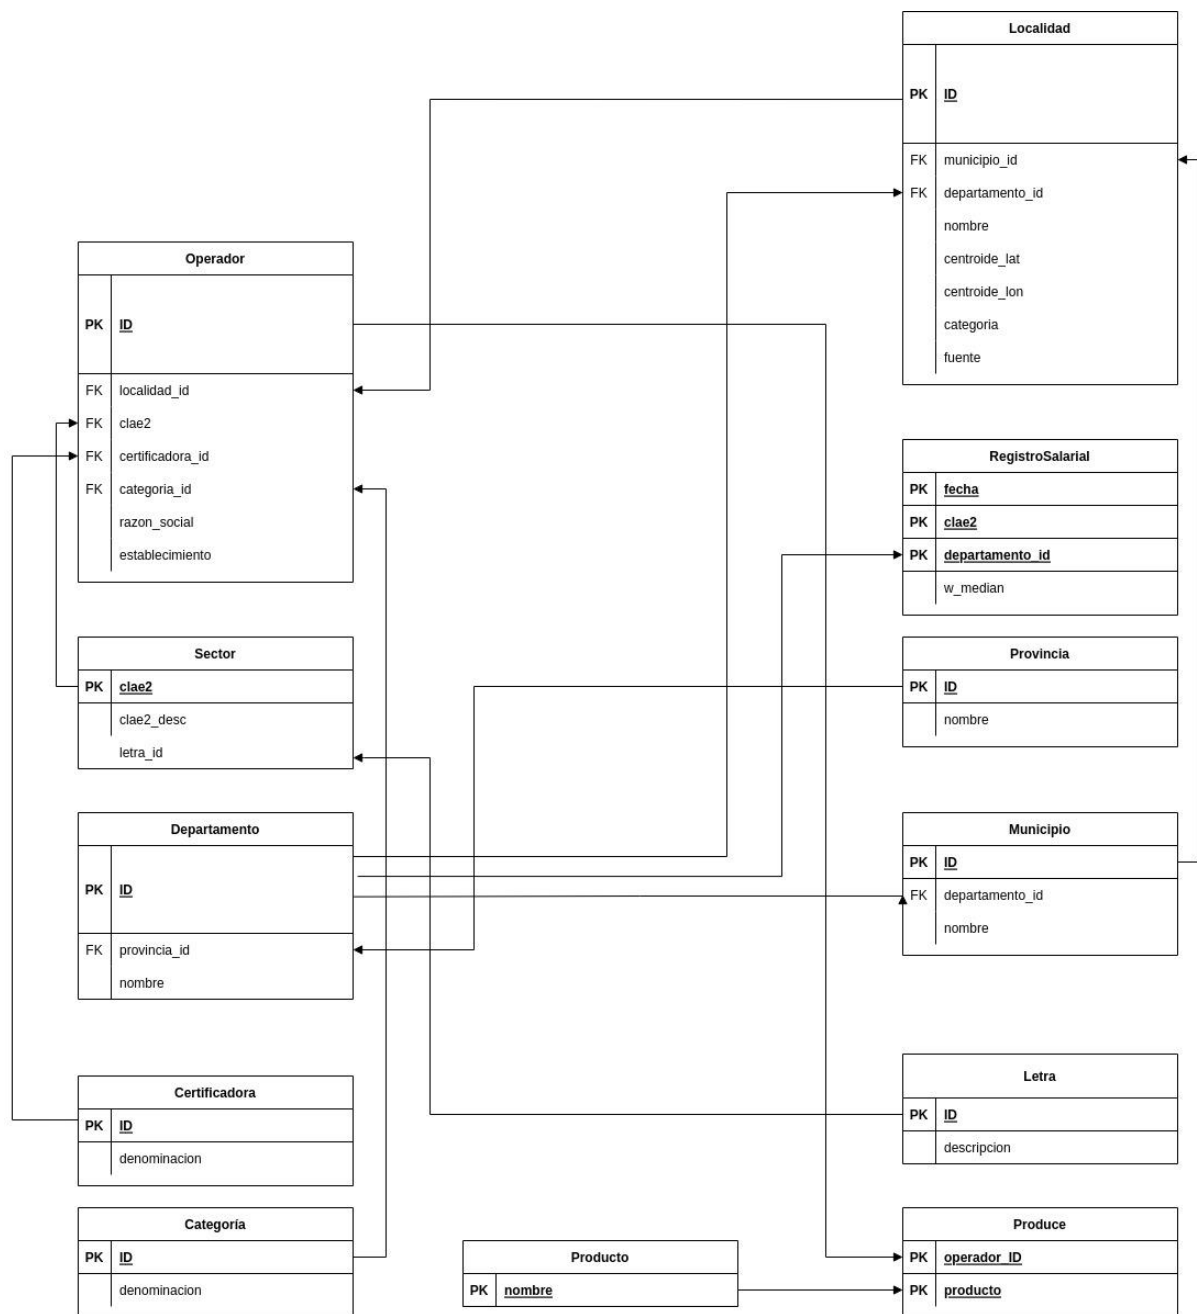 Localidad
PK ID
FK municipio_id
FK departamento_id
nombre
centroide_lat
centroide_lon
categoria
fuente
Operador
PK ID
FK localidad_id
FK clae2
FK certificadora_id
FK categoria_id
razon_social
establecimiento
RegistroSalarial
PK fecha
PK clae2
PK departamento_id
w_median
Sector
PK clae2
clae2_desc
letra_id
Provincia
PK ID
nombre
Departamento
PK ID
FK provincia_id
nombre
Municipio
PK ID
FK departamento_id
nombre
Certificadora
PK ID
denominacion
Letra
PK ID
descripcion
Categoría
PK ID
denominacion
Producto
PK nombre
Produce
PK operador_ID
PK producto